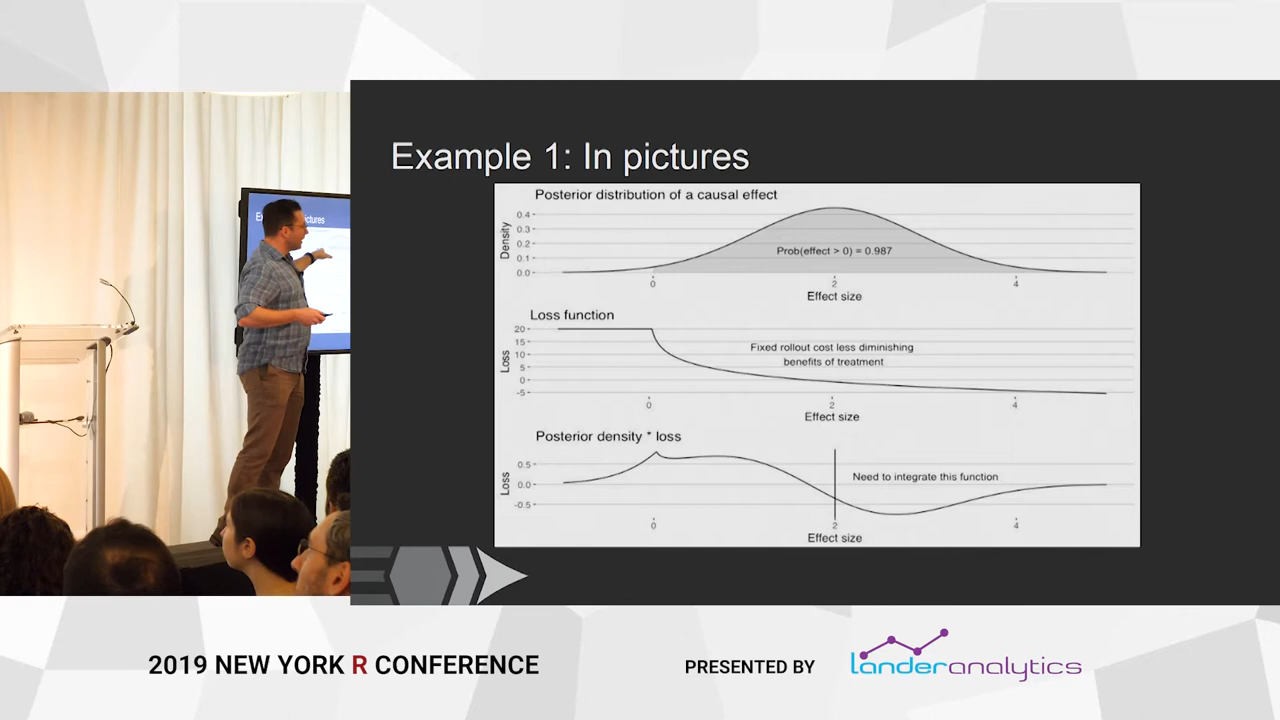 Example 1: In pictures
Posterior distribution of a causal effect
Density
0.4
0.3
0.2
0.1
0.0
Prob(effect > 0) = 0.987
0 2 4
Effect size
Loss function
Loss
20
15
10
5
0
-5
Fixed rollout cost less diminishing
benefits of treatment
0 2 4
Effect size
Posterior density * loss
Loss
0.5
0.0
-0.5
Need to integrate this function
0 2 4
Effect size
2019 NEW YORK R CONFERENCE
PRESENTED BY
landeranalytics